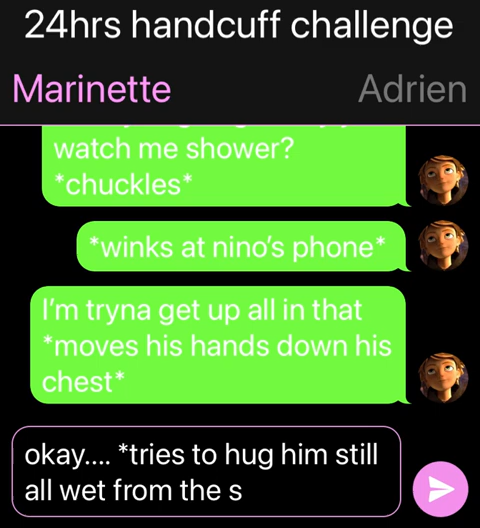 24hrs handcuff challenge
Marinette Adrien
watch me shower?
*chuckles*
*winks at nino's phone*
I'm tryna get up all in that
*moves his hands down his
chest*
okay.... *tries to hug him still
all wet from the s